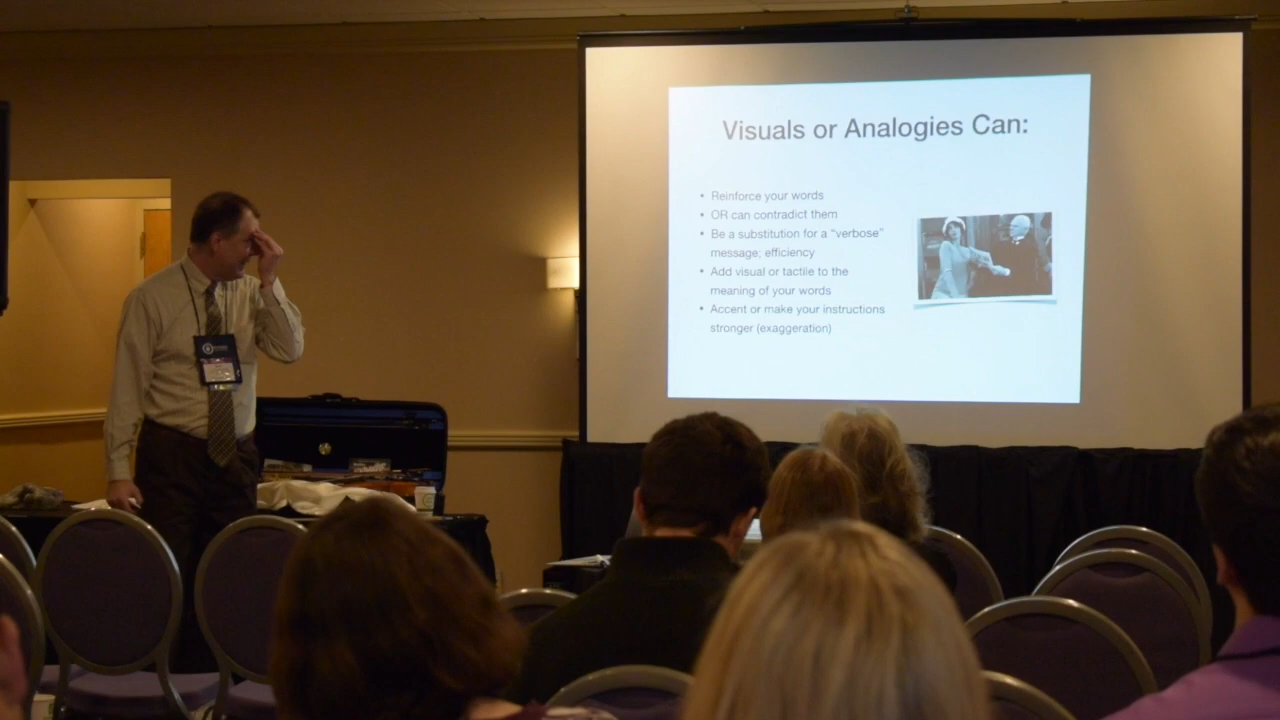 Visuals or Analogies Can:
• Reinforce your words
• OR can contradict them
• Be a substitution for a “verbose”
message; efficiency
• Add visual or tactile to the
meaning of your words
• Accent or make your instructions
stronger (exaggeration)